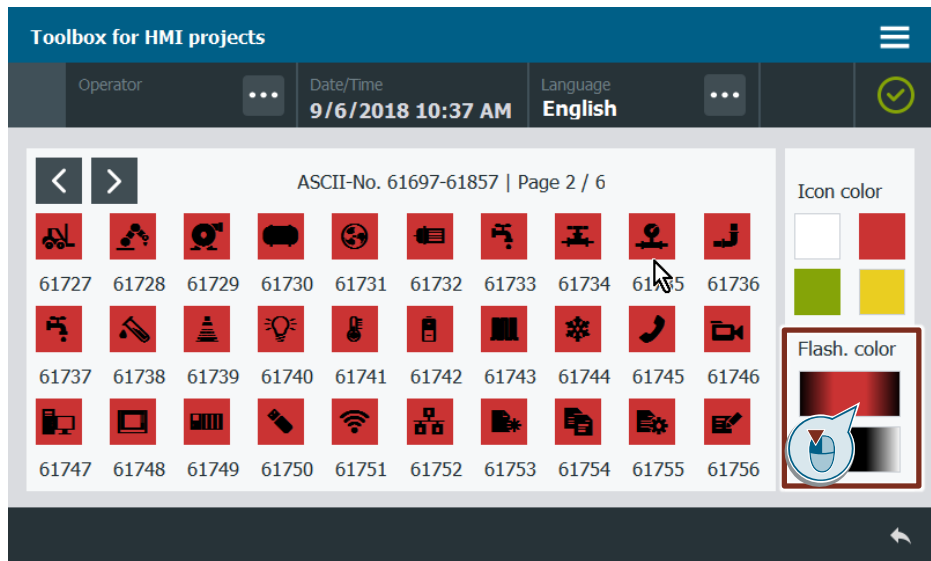 Toolbox for HMI projects
Operator
Date/Time
Language
9/6/2018 10:37 AM
English
ASCII-No. 61697-61857 | Page 2 / 6
Icon color
61727 61728 61729 61730 61731 61732 61733 61734 61736
61737 61738 61739 61740 61741 61742 61743 61744 61745 61746
Flash. color
61747 61748 61749 61750 61751 61752 61753 61754 61755 61756